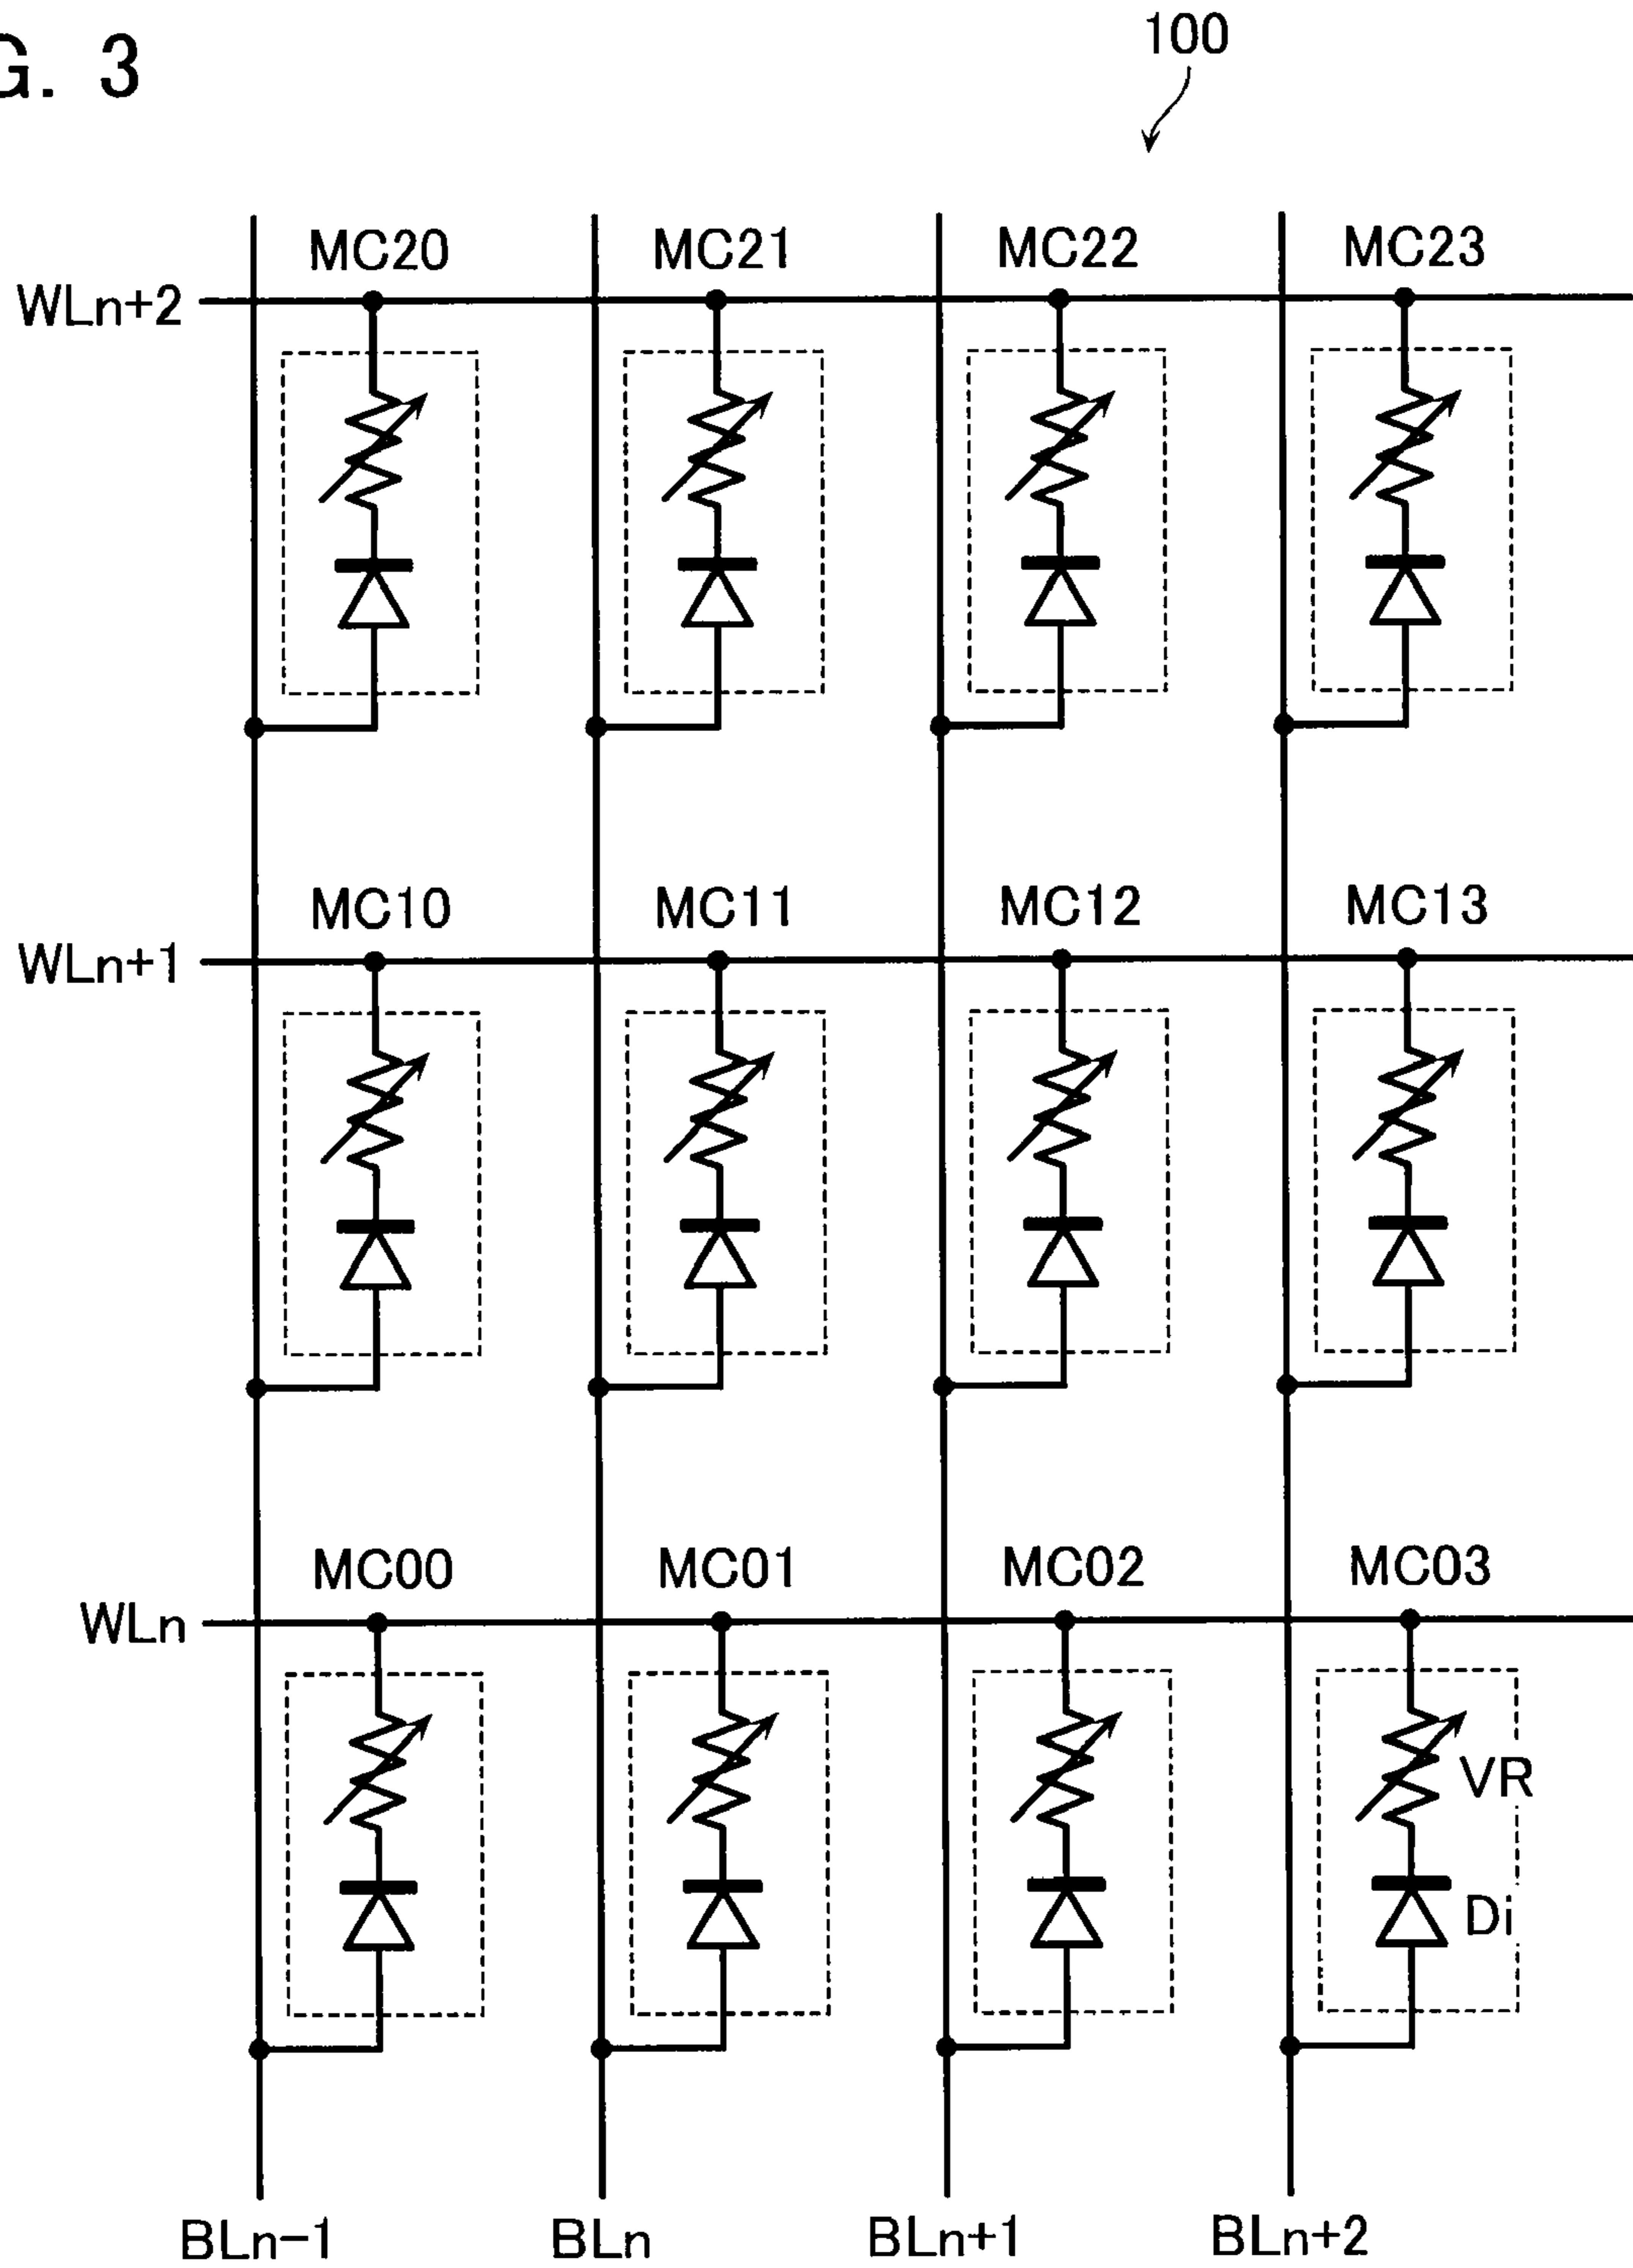 G. 3
100
MC20 MC21 MC22 MC23
WLn+2
MC10 MC11 MC12 MC13
WLn+1
MC00 MC01 MC02 MC03
WLn
VR
Di
BLn-1 BLn BLn+1 BLn+2